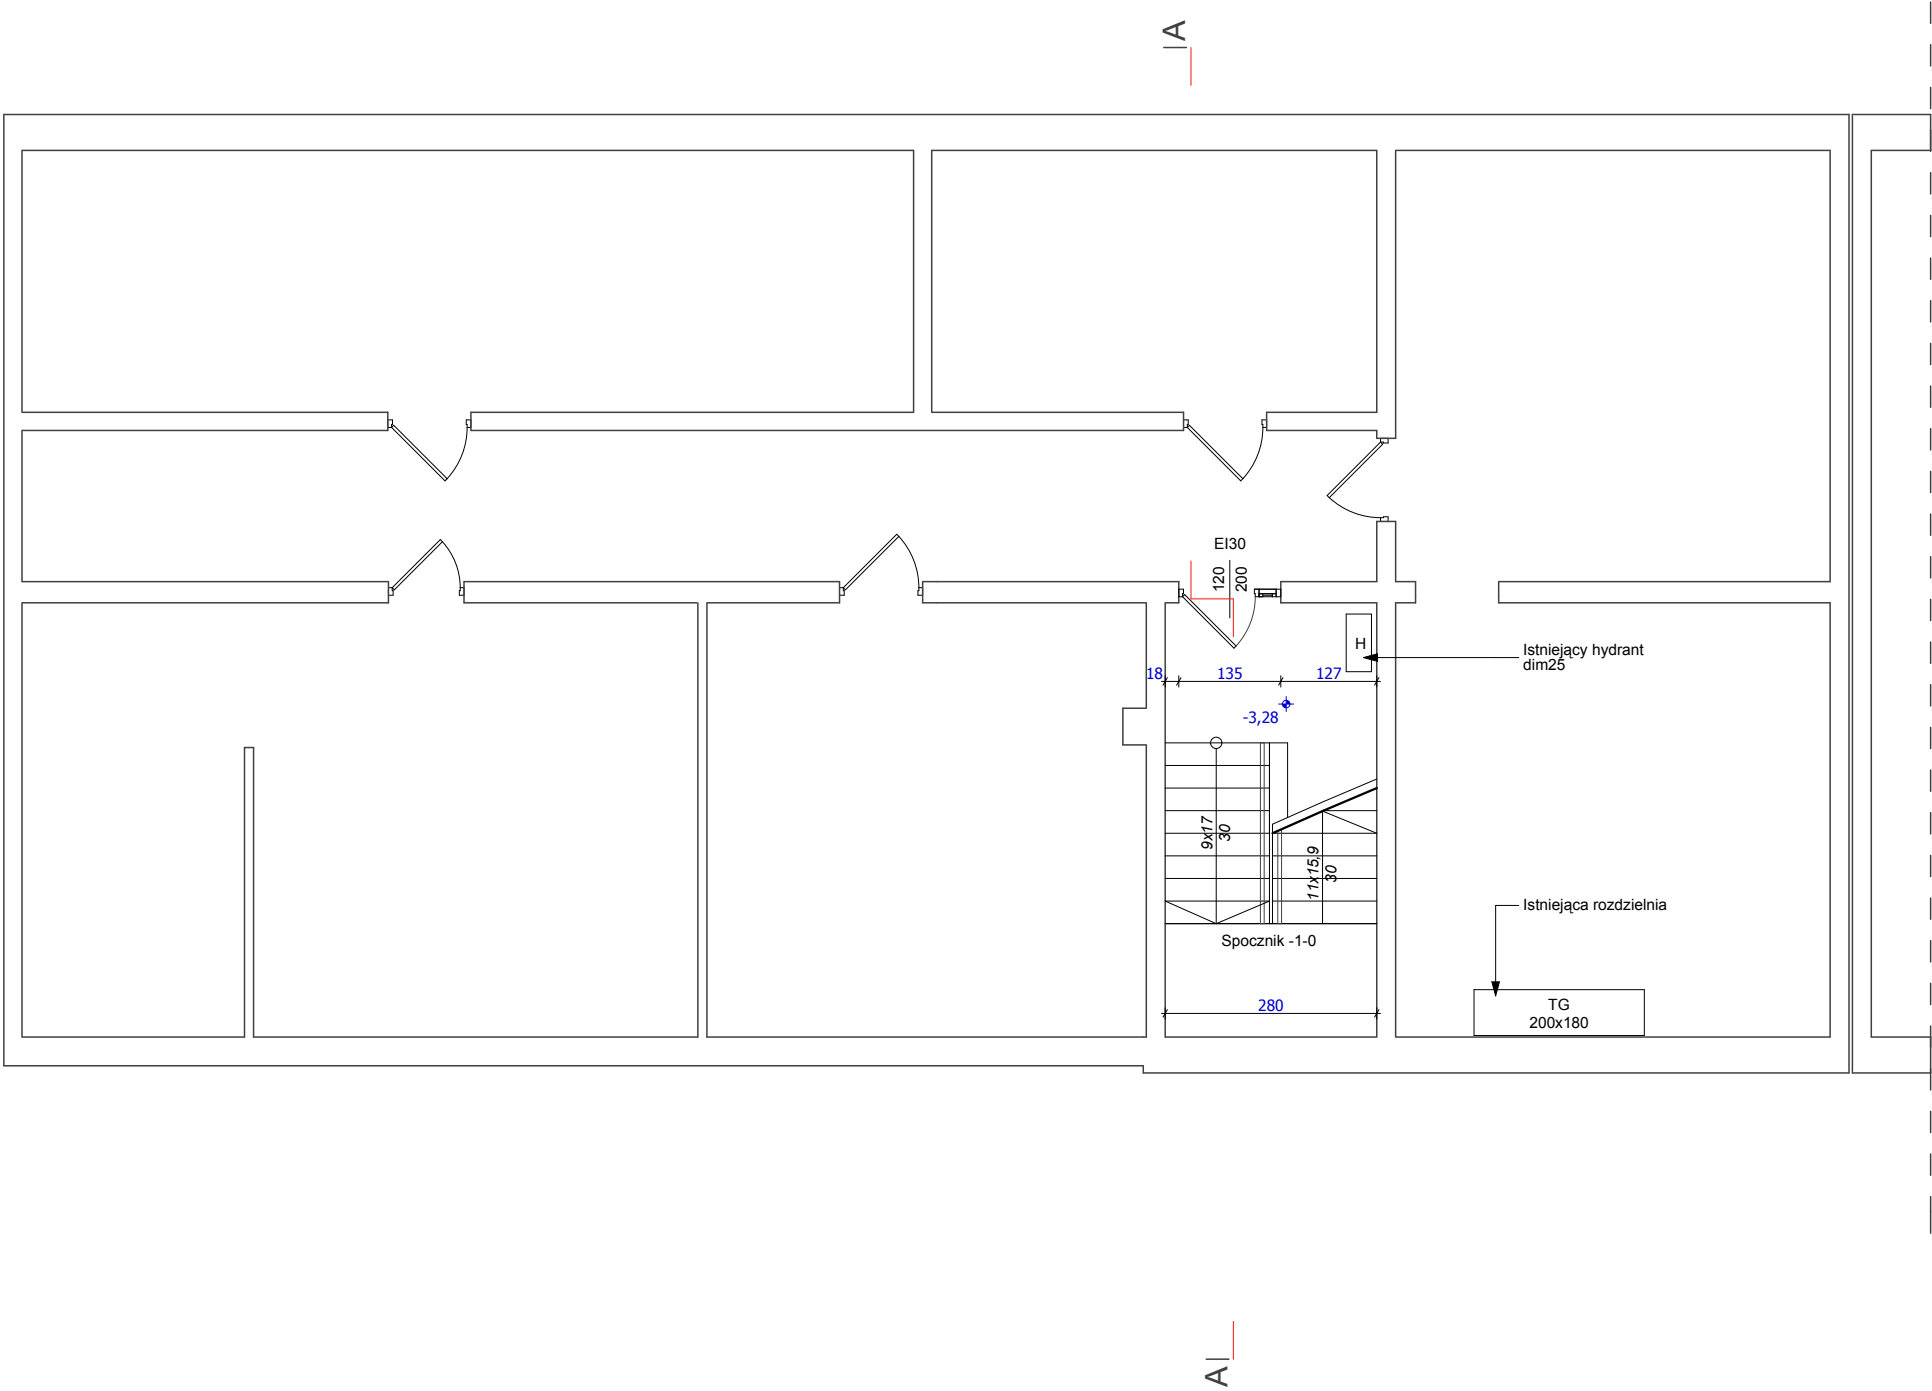 A
EI30
120
200
H
Istniejący hydrant
dim25
18
135
127
-3,28
9x17
30
11x15,9
30
Istniejąca rozdzielnia
Spocznik -1-0
280
TG
200x180
A